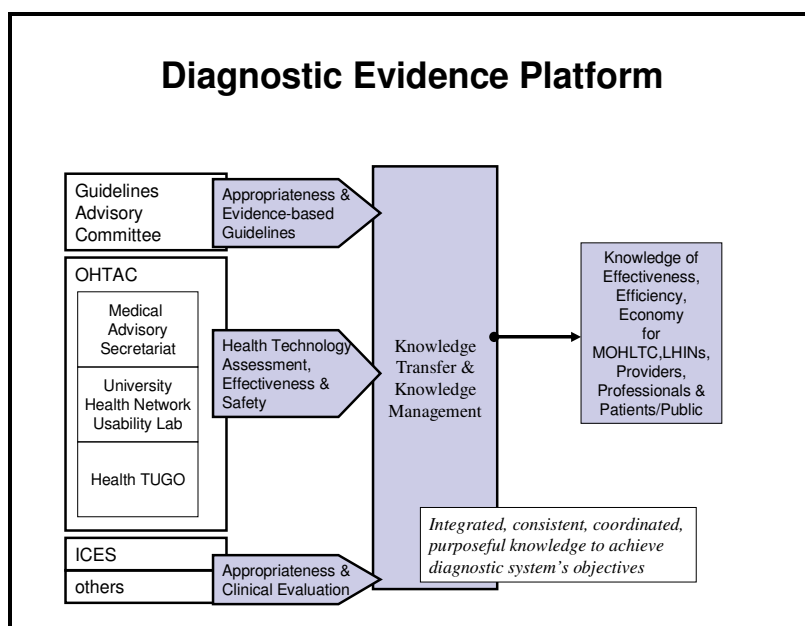 Diagnostic Evidence Platform
Guidelines
Advisory
Committee
Appropriateness &
Evidence-based
Guidelines
OHTAC
Medical
Advisory
Secretariat
University
Health Network
Usability Lab
Health TUGO
Health Technology
Assessment,
Effectiveness &
Safety
ICES
others
Appropriateness &
Clinical Evaluation
Knowledge
Transfer &
Knowledge
Management
Knowledge of
Effectiveness,
Efficiency,
Economy
for
MOHLTC,LHINs,
Providers,
Professionals &
Patients/Public
Integrated, consistent, coordinated,
purposeful knowledge to achieve
diagnostic system's objectives